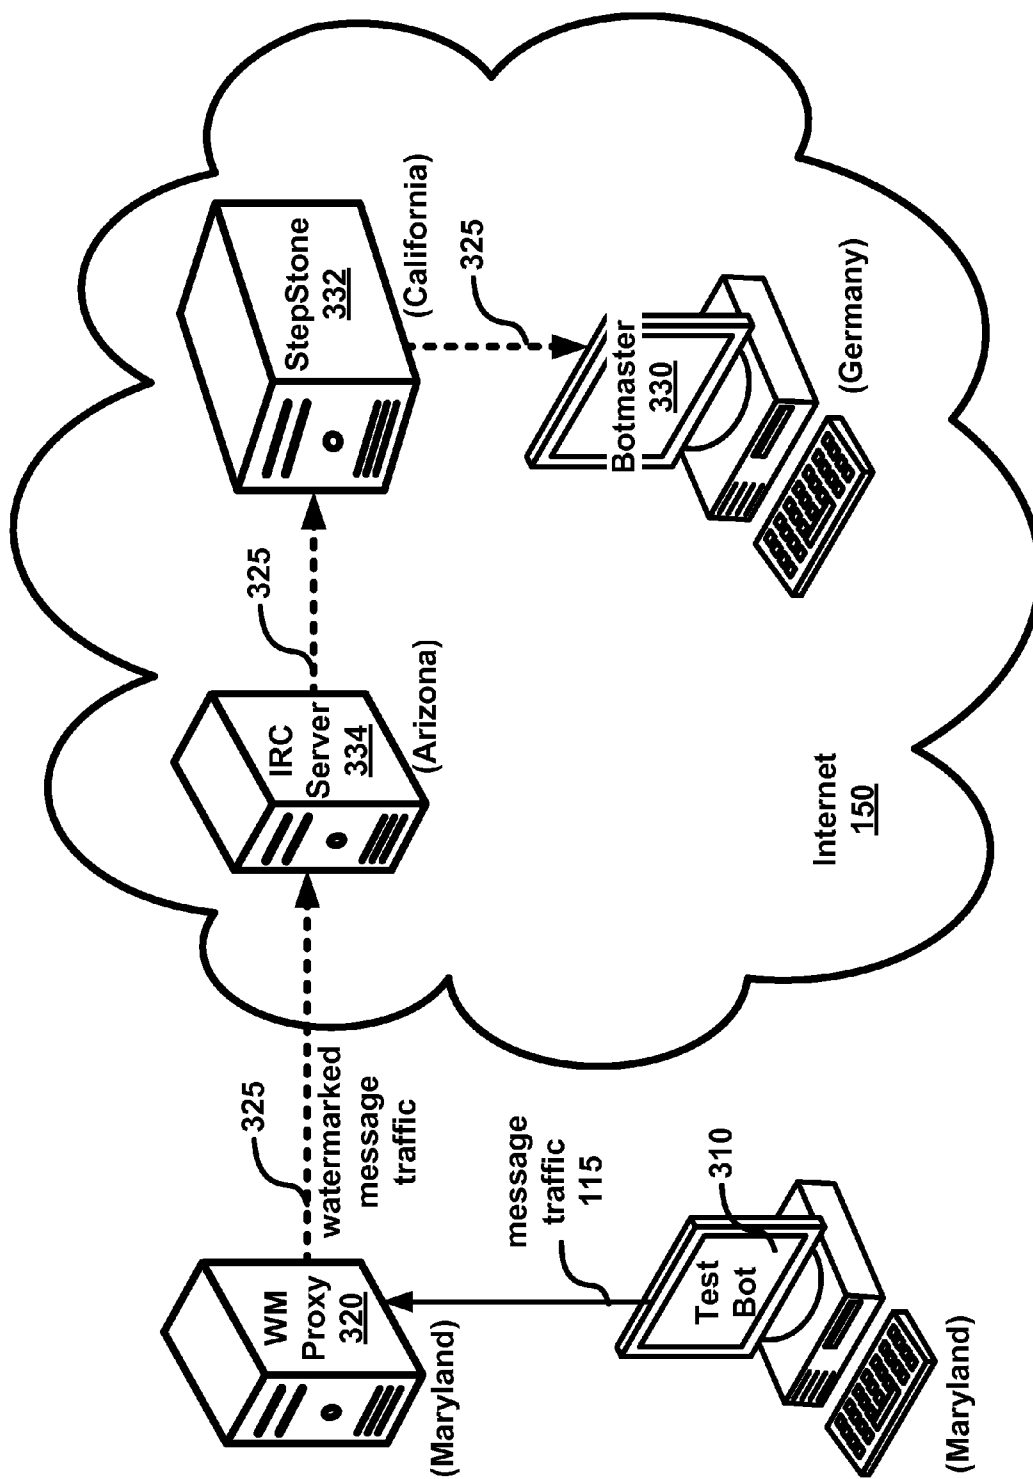 WM
Proxy
320
(Maryland)
325
watermarked
message
traffic
IRC
Server
334
(Arizona)
325
StepStone
332
(California)
325
Test
Bot
310
(Maryland)
message
traffic 115
Botmaster
330
(Germany)
Internet
150